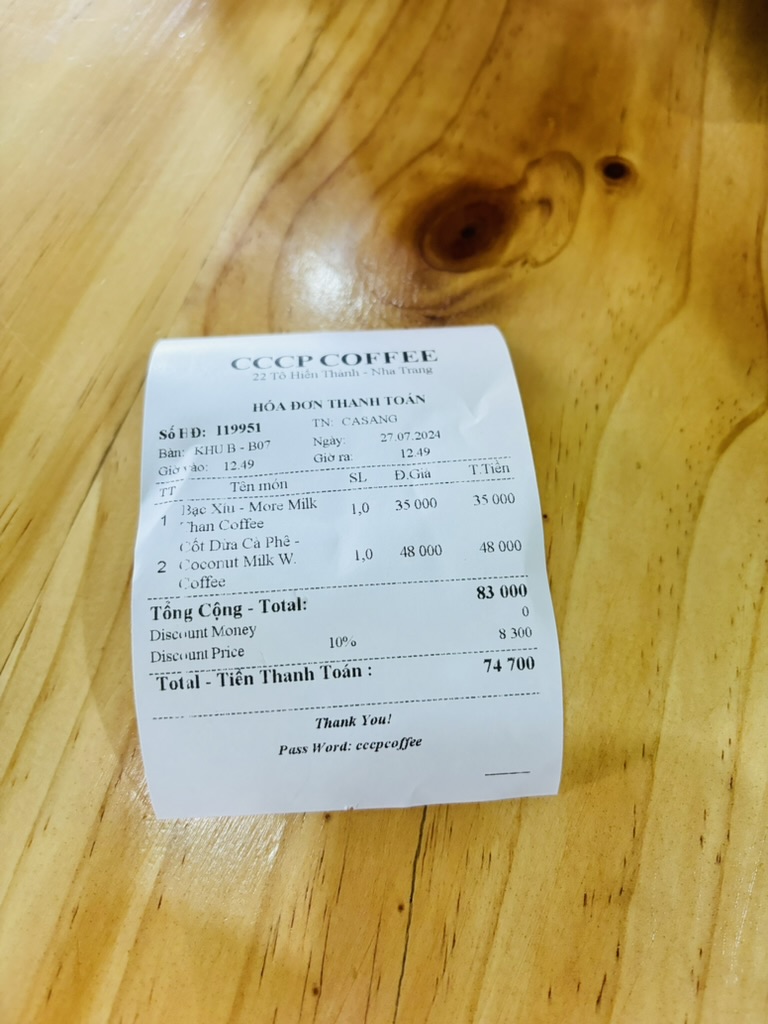 CCCP COFFEE
22 Tô Hiến Thành - Nha Trang
HÓA ĐƠN THANH TOÁN
Số HĐ: 119951 TN: CASANG
Bàn: KHU B - B07 Ngày: 27.07.2024
Giờ vào: 12.49 Giờ ra: 12.49
TT Tên món SL Đ.Giá T.Tiền
1 Bạc Xỉu - More Milk Than Coffee 1,0 35 000 35 000
2 Cốt Dừa Cà Phê - Coconut Milk W. Coffee 1,0 48 000 48 000
Tổng Cộng - Total: 83 000
Discount Money 0
Discount Price 10% 8 300
Total - Tiền Thanh Toán : 74 700
Thank You!
Pass Word: cccpcoffee